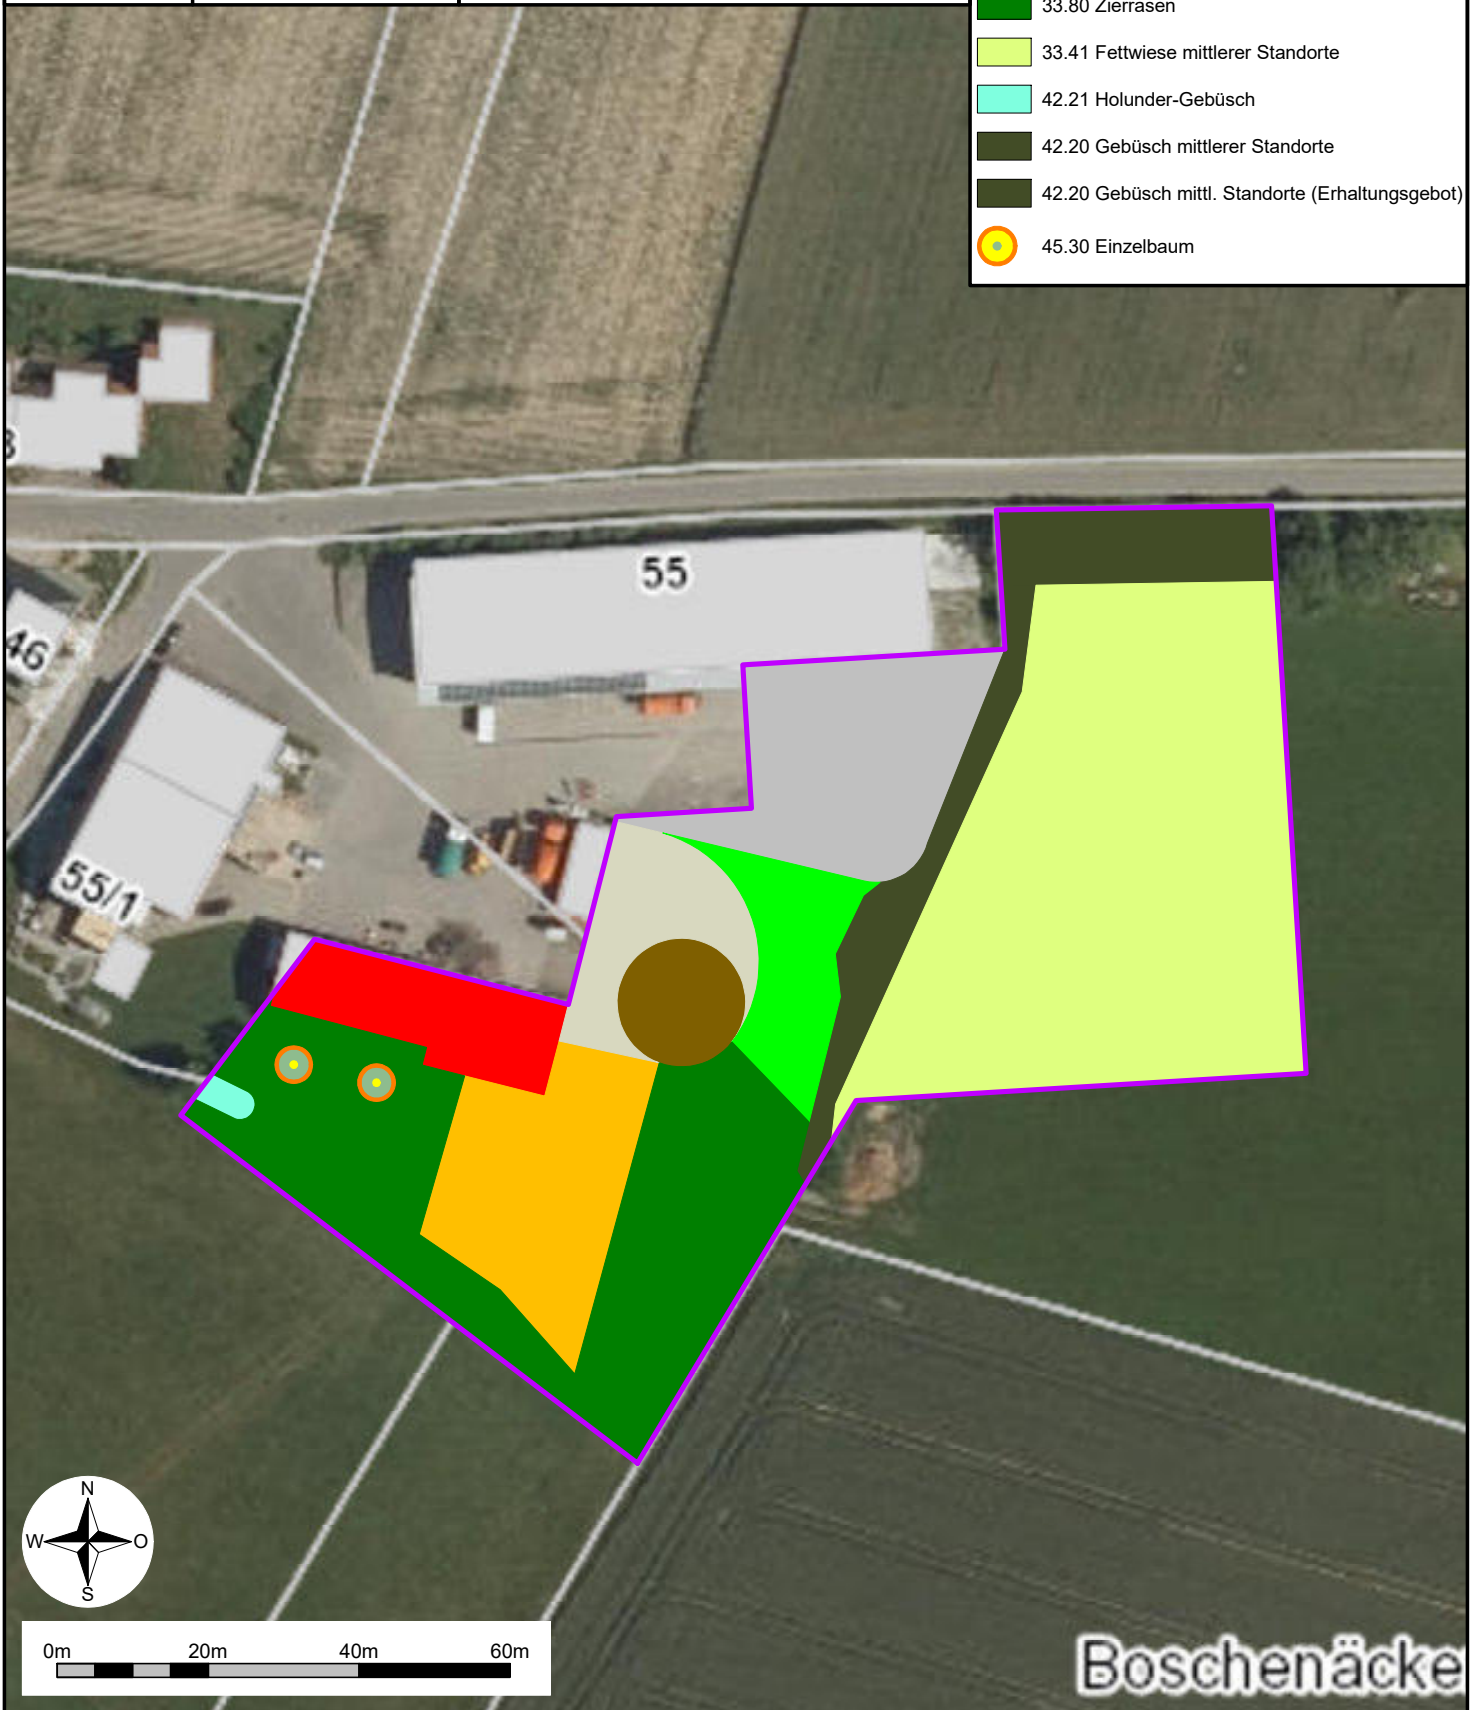 33.80 Zierrasen
33.41 Fettwiese mittlerer Standorte
42.21 Holunder-Gebüsch
42.20 Gebüsch mittlerer Standorte
42.20 Gebüsch mittl. Standorte (Erhaltungsgebot)
45.30 Einzelbaum
55
46
55/1
N
W O
S
0m 20m 40m 60m
Boschenäcke